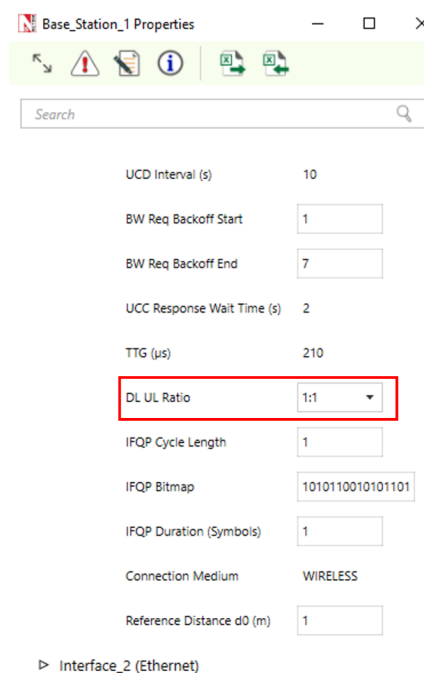 Base_Station_1 Properties
Search
UCD Interval (s) 10
BW Req Backoff Start 1
BW Req Backoff End 7
UCC Response Wait Time (s) 2
TTG (µs) 210
DL UL Ratio 1:1
IFQP Cycle Length 1
IFQP Bitmap 1010110010101101
IFQP Duration (Symbols) 1
Connection Medium WIRELESS
Reference Distance d0 (m) 1
Interface_2 (Ethernet)